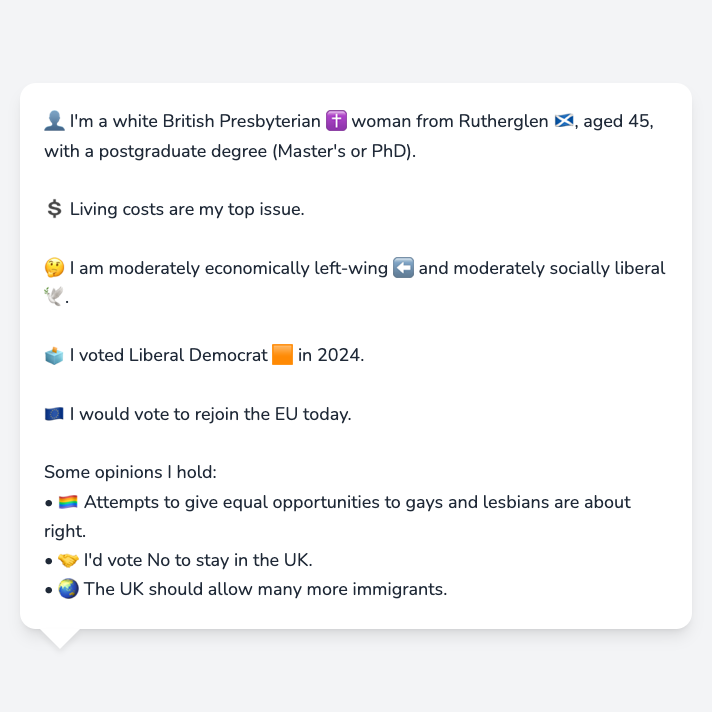 👤 I'm a white British Presbyterian ✝️ woman from Rutherglen 🏴󠁧󠁢󠁳󠁣󠁴󠁿, aged 45,
with a postgraduate degree (Master's or PhD).
💲 Living costs are my top issue.
🤔 I am moderately economically left-wing ⬅️ and moderately socially liberal
🕊️.
🗳️ I voted Liberal Democrat 🟧 in 2024.
🇪🇺 I would vote to rejoin the EU today.
Some opinions I hold:
• 🏳️‍🌈 Attempts to give equal opportunities to gays and lesbians are about
right.
• 🤝 I'd vote No to stay in the UK.
• 🌏 The UK should allow many more immigrants.